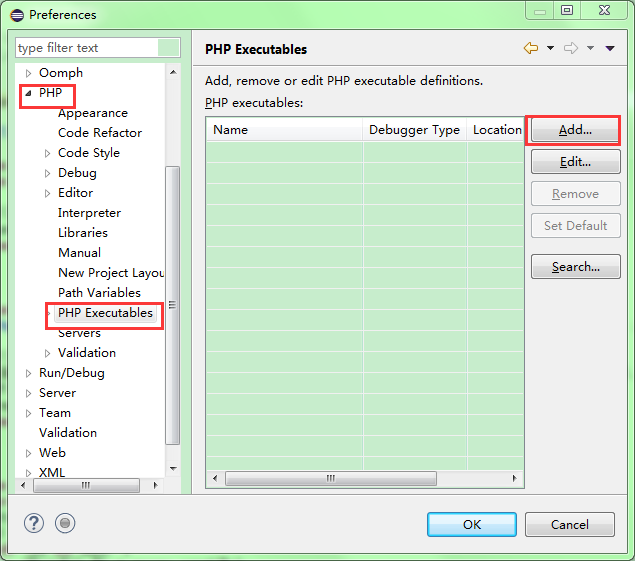 Preferences
type filter text
Oomph
PHP
Appearance
Code Refactor
Code Style
Debug
Editor
Interpreter
Libraries
Manual
New Project Layou
Path Variables
PHP Executables
Servers
Validation
Run/Debug
Server
Team
Validation
Web
XML
PHP Executables
Add, remove or edit PHP executable definitions.
PHP executables:
Name Debugger Type Location
Add...
Edit...
Remove
Set Default
Search...
OK Cancel